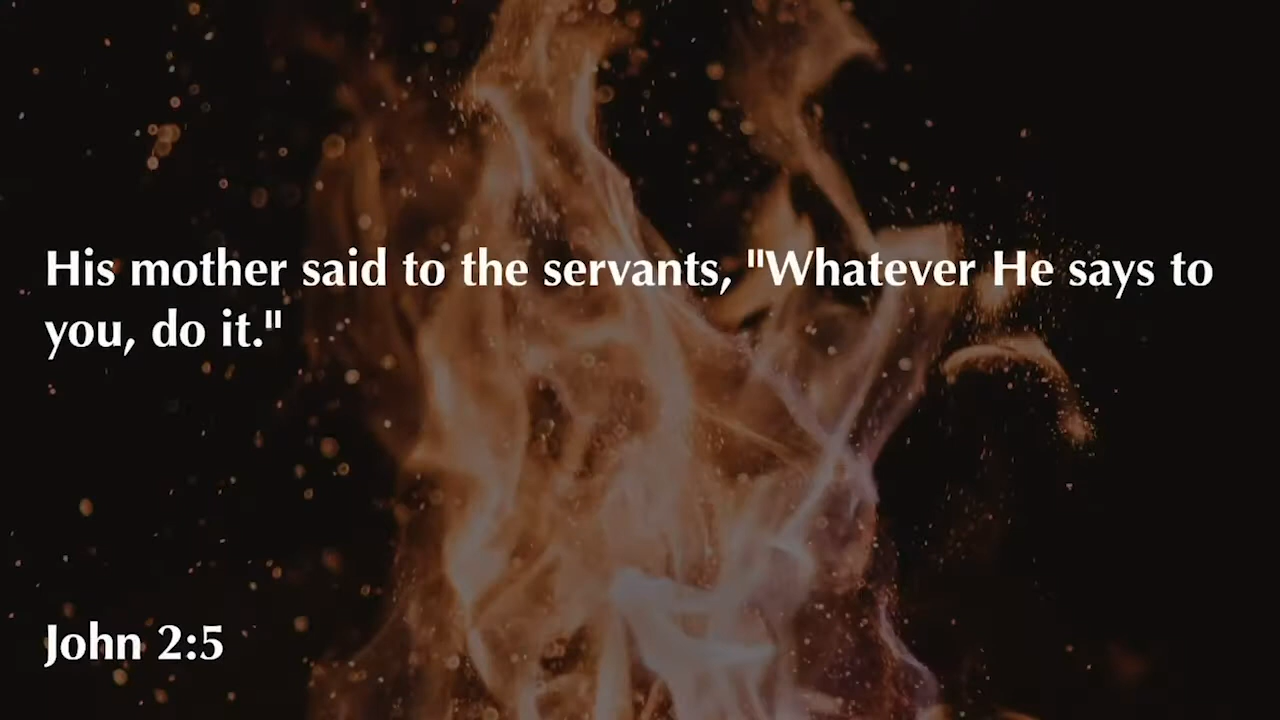 His mother said to the servants, "Whatever He says to
you, do it."
John 2:5